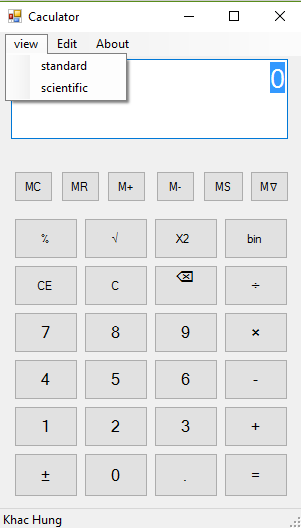 Caculator
view Edit About
standard
scientific
0
MC MR M+ M- MS M∇
% √ X2 bin
CE C ⌫ ÷
7 8 9 ×
4 5 6 -
1 2 3 +
± 0 . =
Khac Hung